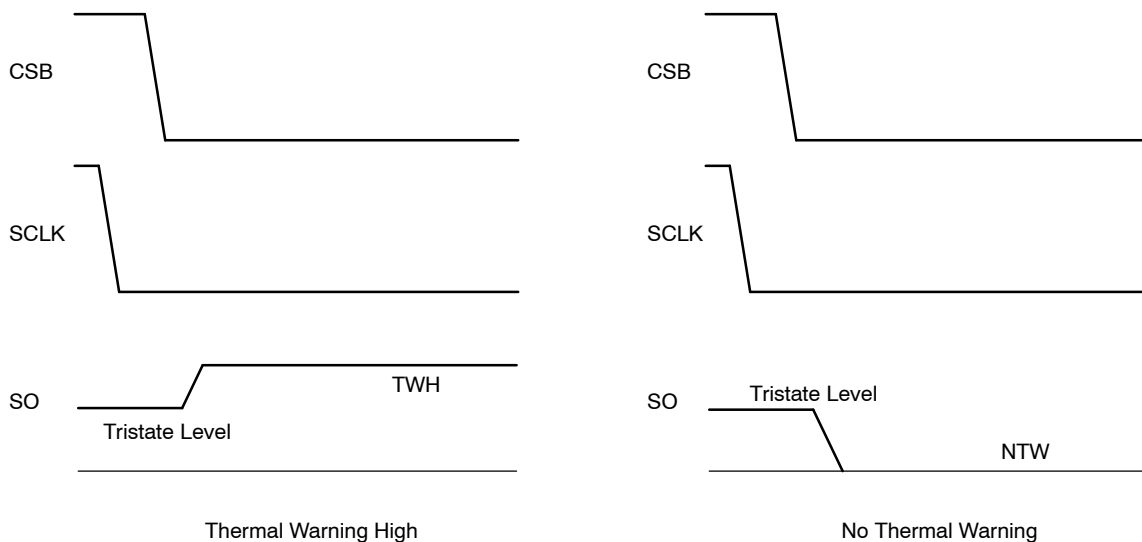 CSB
SCLK
SO
TWH
Tristate Level
Thermal Warning High
CSB
SCLK
SO
Tristate Level
NTW
No Thermal Warning